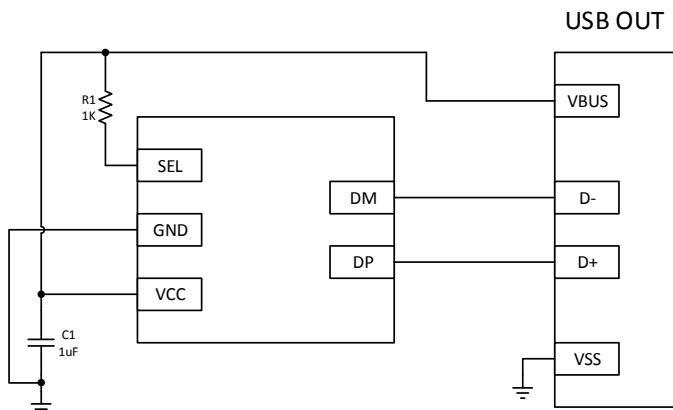 USB OUT
VBUS
R1
1K
SEL
DM
D-
GND
DP
D+
VCC
C1
1uF
VSS